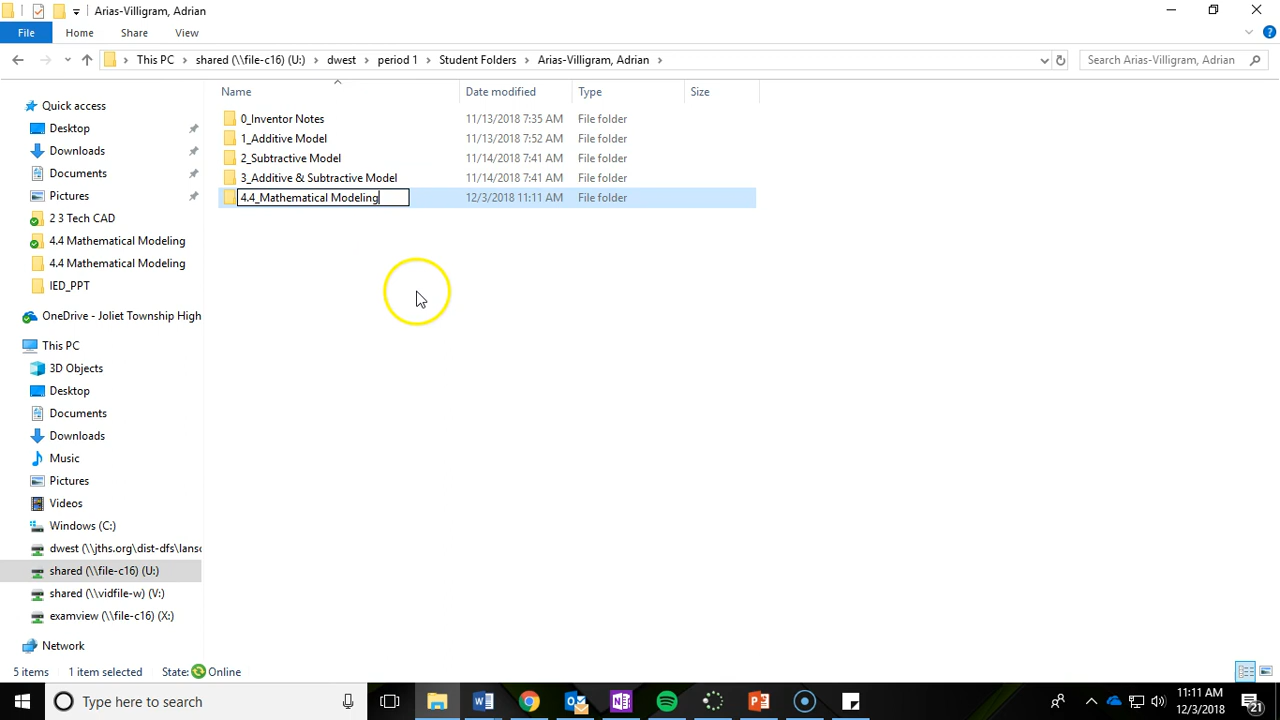 Arias-Villigram, Adrian
File Home Share View
This PC shared (\\file-c16) (U:) dwest period 1 Student Folders Arias-Villigram, Adrian Search Arias-Villigram, Adrian
Name Date modified Type Size
Quick access
Desktop
Downloads
Documents
Pictures
2 3 Tech CAD
4.4 Mathematical Modeling
4.4 Mathematical Modeling
IED_PPT
OneDrive - Joliet Township High
This PC
3D Objects
Desktop
Documents
Downloads
Music
Pictures
Videos
Windows (C:)
dwest (\\jths.org\dist-dfs\lansc
shared (\\file-c16) (U:)
shared (\\vidfile-w) (V:)
examview (\\file-c16) (X:)
Network
0_Inventor Notes 11/13/2018 7:35 AM File folder
1_Additive Model 11/13/2018 7:52 AM File folder
2_Subtractive Model 11/14/2018 7:41 AM File folder
3_Additive & Subtractive Model 11/14/2018 7:41 AM File folder
4.4_Mathematical Modeling 12/3/2018 11:11 AM File folder
5 items 1 item selected State: Online
Type here to search
11:11 AM
12/3/2018
21